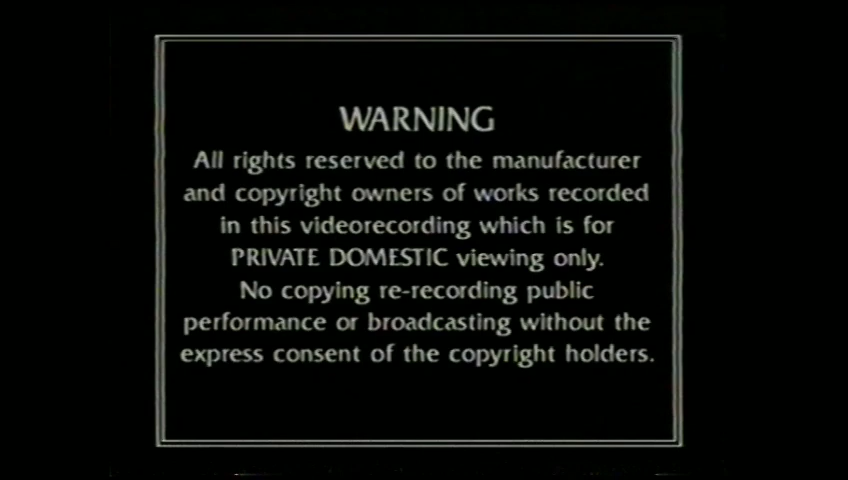 WARNING
All rights reserved to the manufacturer
and copyright owners of works recorded
in this videorecording which is for
PRIVATE DOMESTIC viewing only.
No copying re-recording public
performance or broadcasting without the
express consent of the copyright holders.